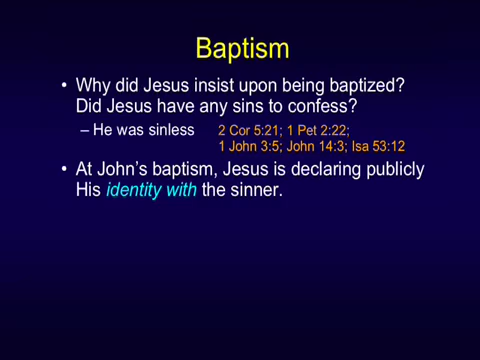 Baptism
• Why did Jesus insist upon being baptized?
Did Jesus have any sins to confess?
– He was sinless 2 Cor 5:21; 1 Pet 2:22;
1 John 3:5; John 14:3; Isa 53:12
• At John's baptism, Jesus is declaring publicly
His identity with the sinner.